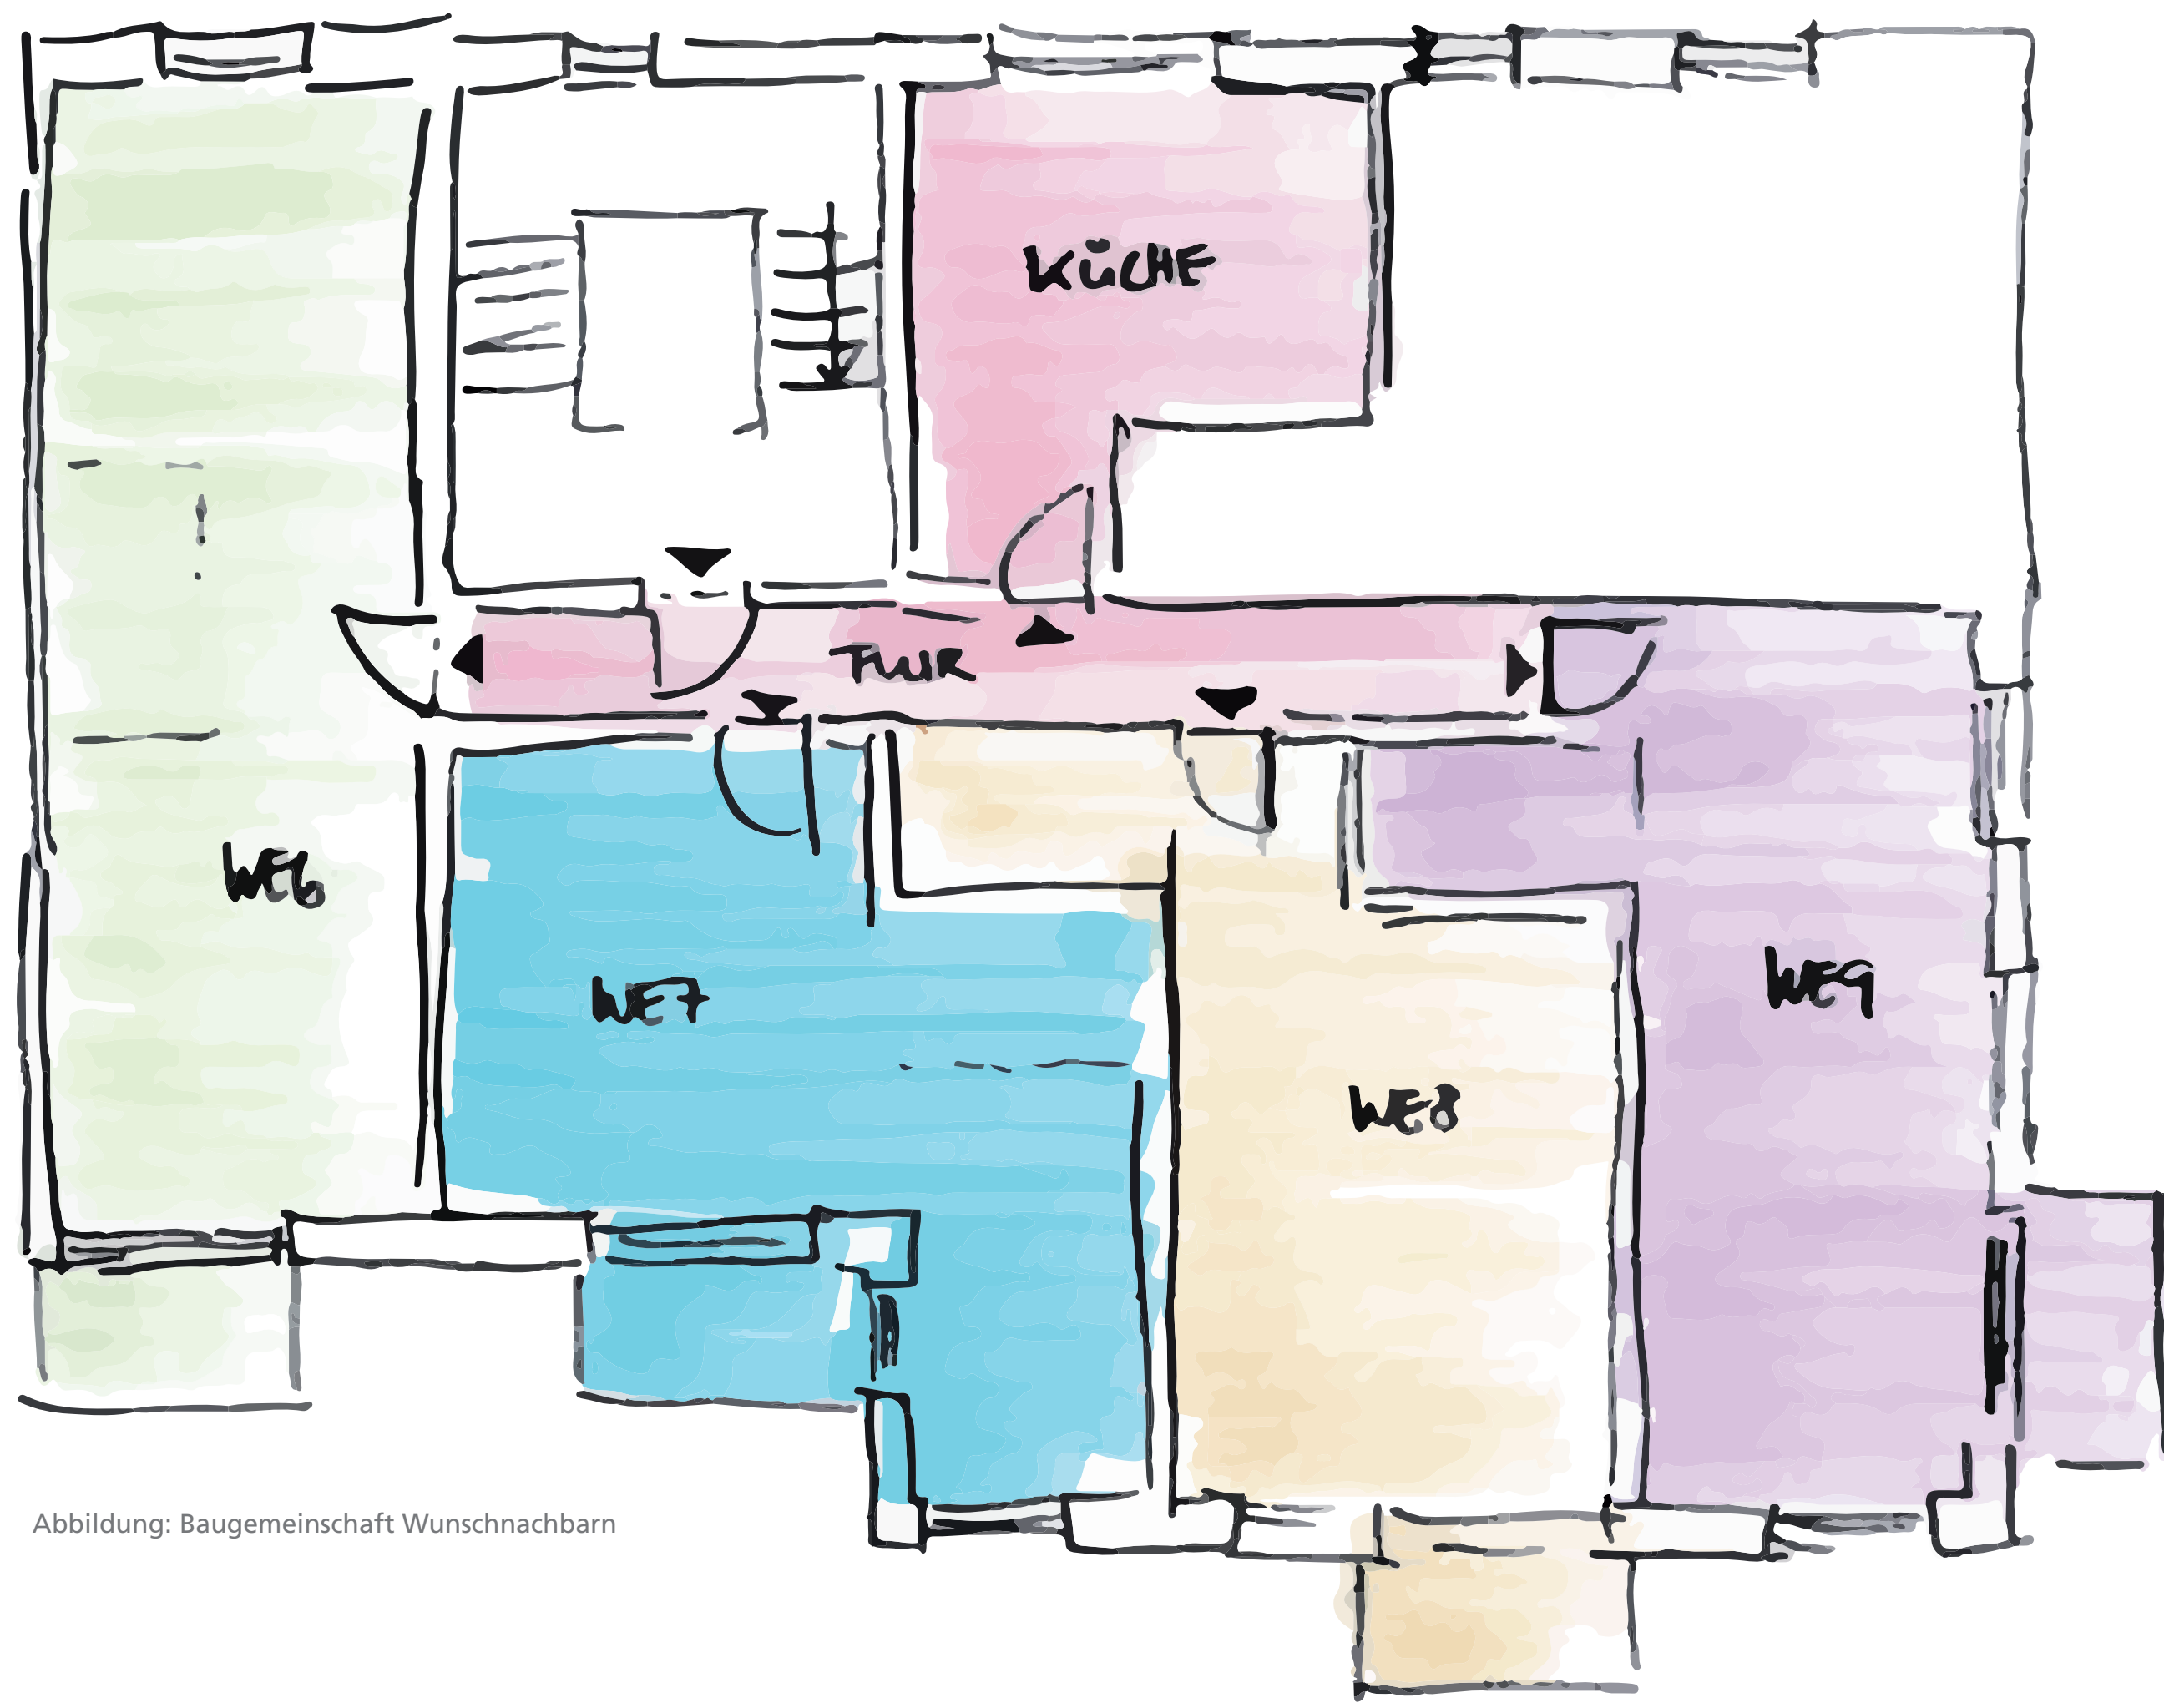 KÜCHE
FLUR
WE6
WE7
WE9
WE8
Abbildung: Baugemeinschaft Wunschnachbarn